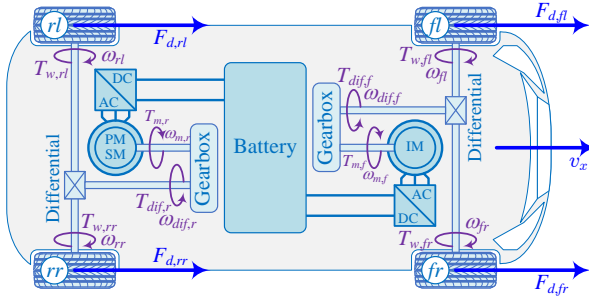 rl
F_{d,rl}
fl
F_{d,fl}
T_{w,rl}
ω_{rl}
T_{w,fl}
ω_{fl}
DC
AC
T_{dif,f}
ω_{dif,f}
T_{m,r}
ω_{m,r}
PM
SM
Gearbox
Battery
Gearbox
T_{m,f}
ω_{m,f}
IM
Differential
Differential
v_x
T_{dif,r}
ω_{dif,r}
AC
DC
T_{w,rr}
ω_{rr}
T_{w,fr}
ω_{fr}
rr
F_{d,rr}
fr
F_{d,fr}